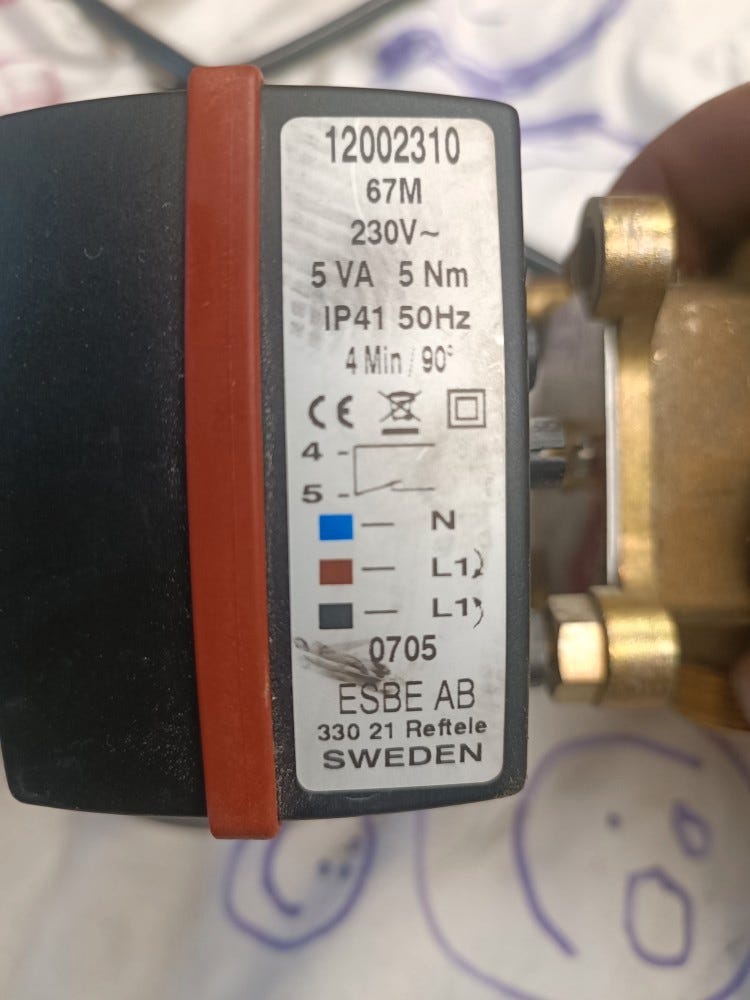 12002310
67M
230V~
5 VA 5 Nm
IP41 50Hz
4 Min / 90°
CE
4 -
5 -
N
L1
L1
0705
ESBE AB
330 21 Reftele
SWEDEN